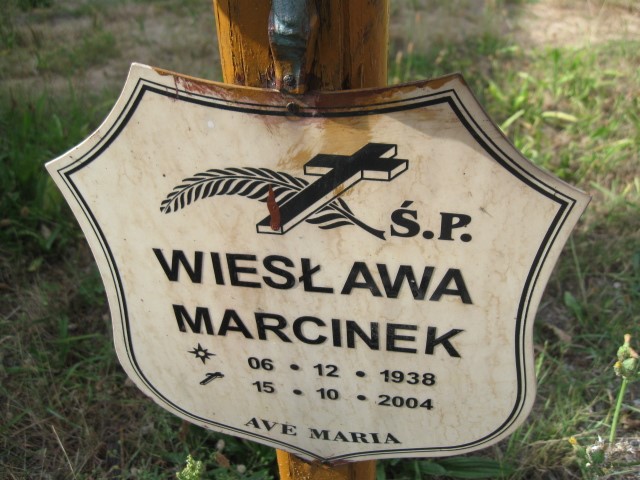 Ś.P.
WIESŁAWA
MARCINEK
06 • 12 • 1938
15 • 10 • 2004
AVE MARIA